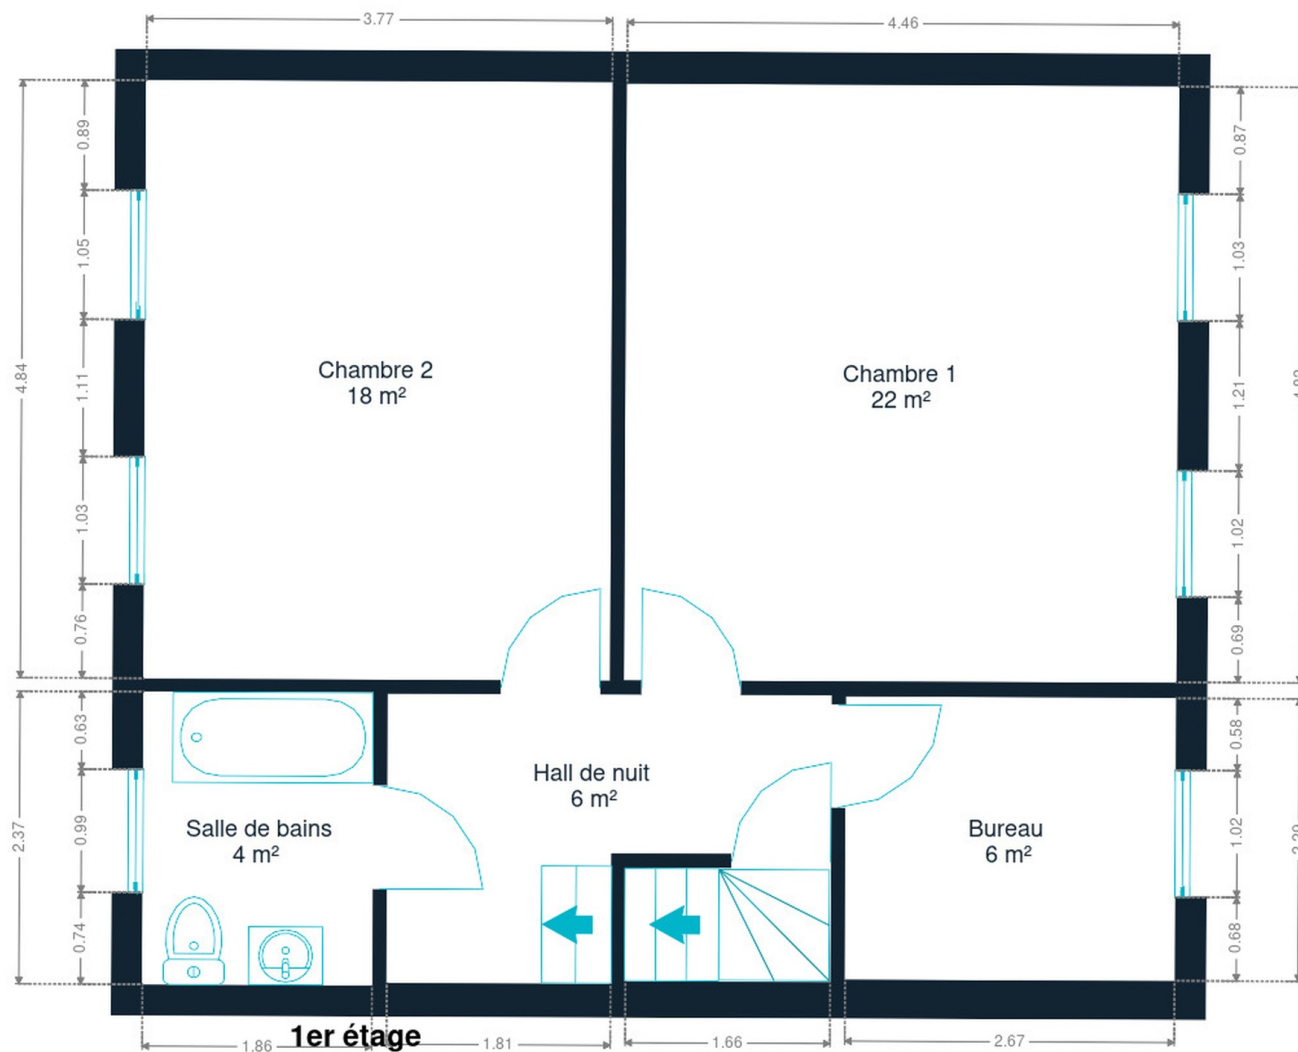 3.77
4.46
0.89
0.87
1.05
1.03
4.84
Chambre 2
18 m²
Chambre 1
22 m²
1.11
1.21
1.03
1.02
0.76
0.69
0.63
0.58
Hall de nuit
6 m²
Salle de bains
4 m²
Bureau
6 m²
2.37
0.99
1.02
0.74
0.68
1er étage
1.86
1.81
1.66
2.67